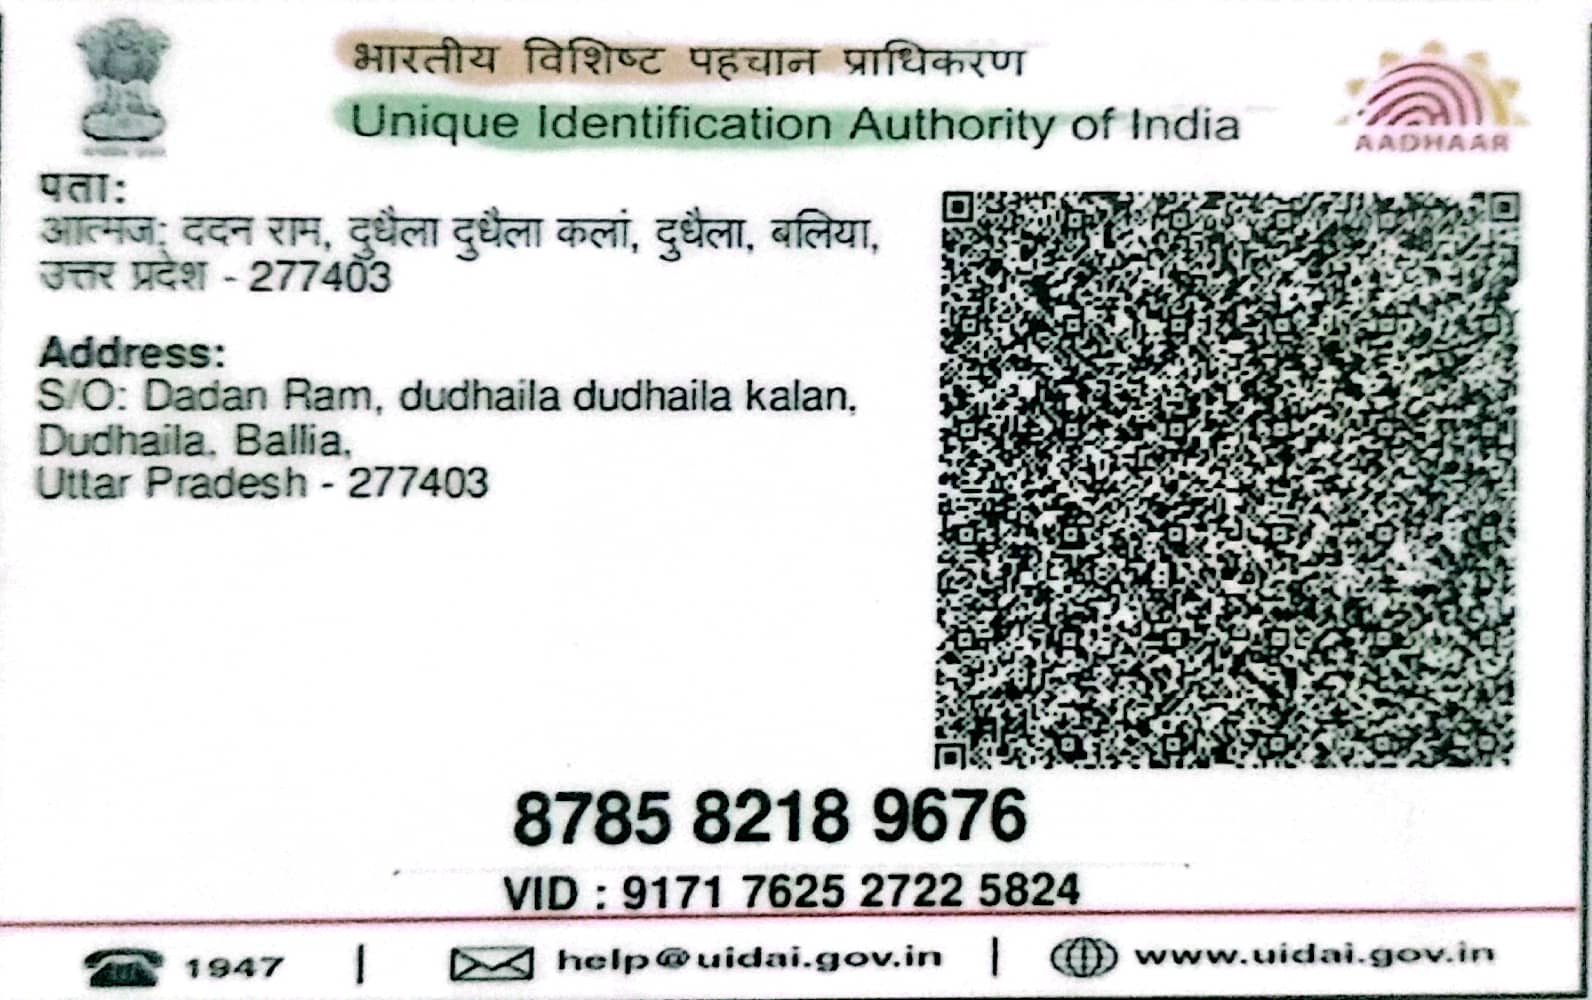 भारतीय विशिष्ट पहचान प्राधिकरण
Unique Identification Authority of India
AADHAAR
पता:
आत्मज: ददन राम, दुधैला दुधैला कलां, दुधैला, बलिया,
उत्तर प्रदेश - 277403
Address:
S/O: Dadan Ram, dudhaila dudhaila kalan,
Dudhaila, Ballia,
Uttar Pradesh - 277403
8785 8218 9676
VID : 9171 7625 2722 5824
1947 | help@uidai.gov.in | www.uidai.gov.in